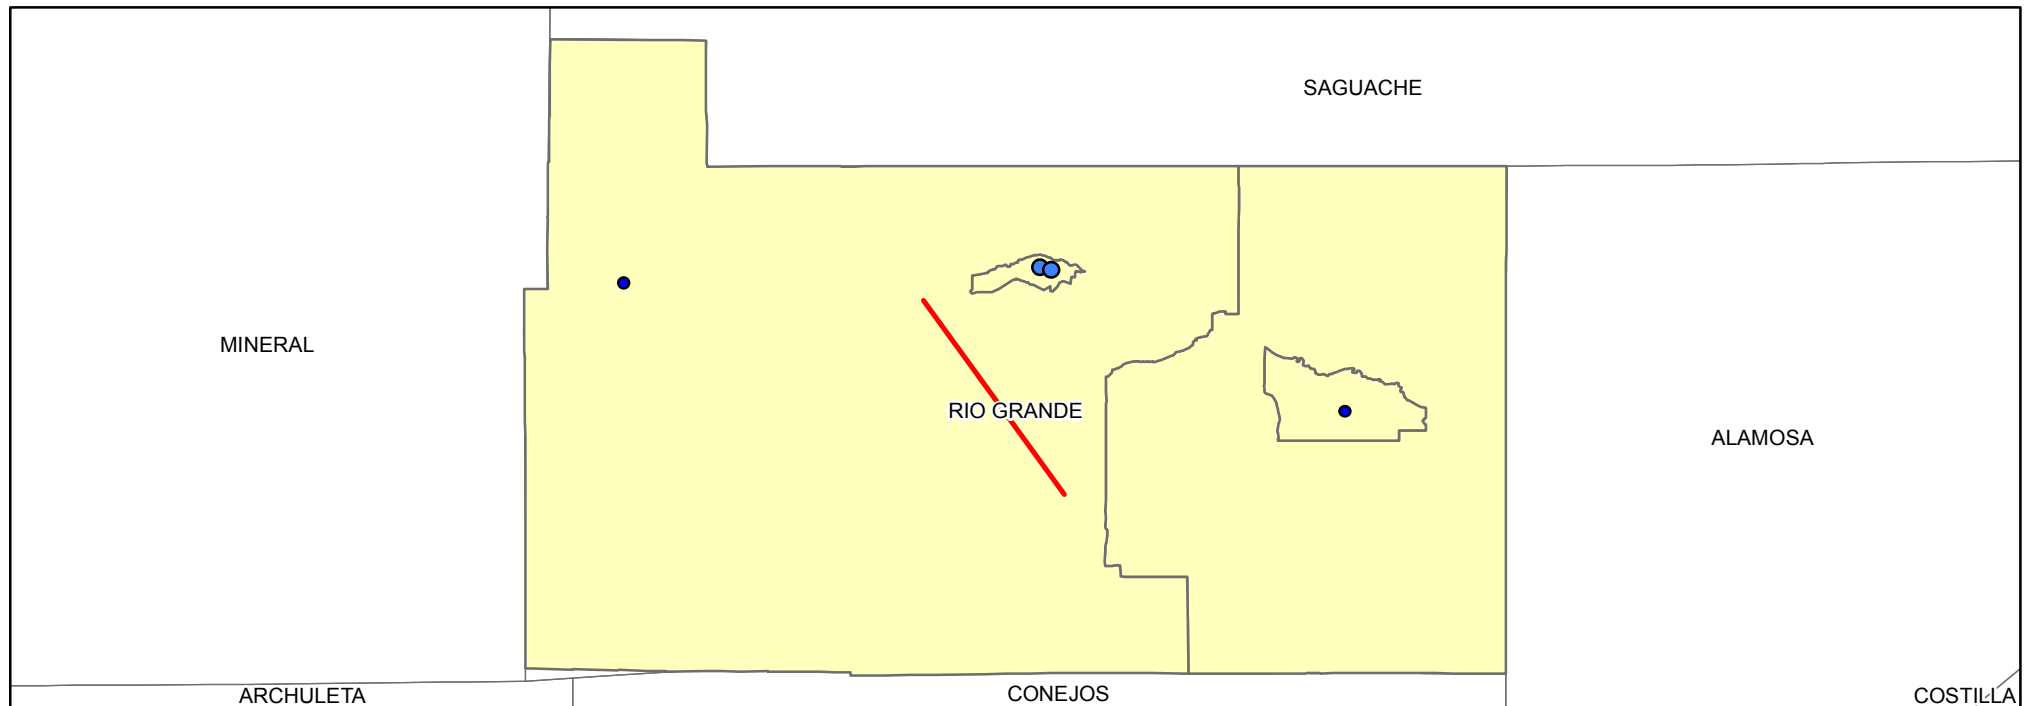 SAGUACHE
MINERAL
RIO GRANDE
ALAMOSA
ARCHULETA
CONEJOS
COSTILLA